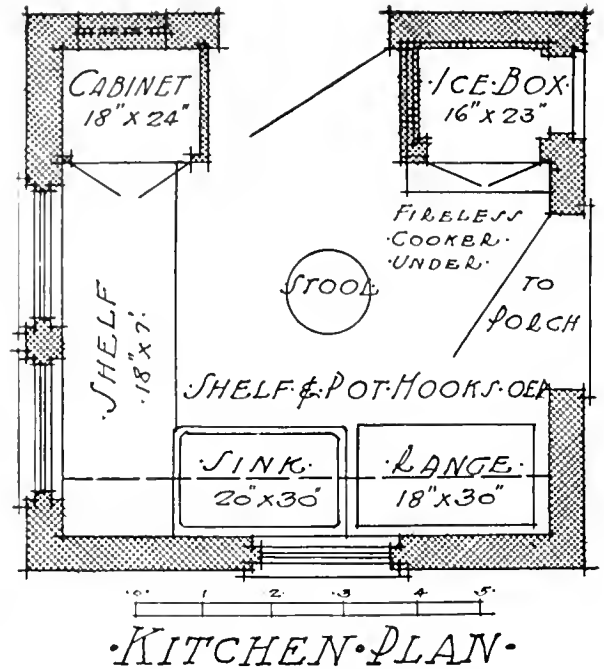 CABINET
18" X 24"
·ICE·BOX·
16" X 23"
FIRELESS
·COOKER·
·UNDER·
STOOL
TO
PORCH
·SHELF
18" X 7'·
SHELF·&·POT·HOOKS·OER
·SINK·
20" X 30"
·RANGE·
18" X 30"
·0· 1 2· ·3 4 5·
·KITCHEN·PLAN·